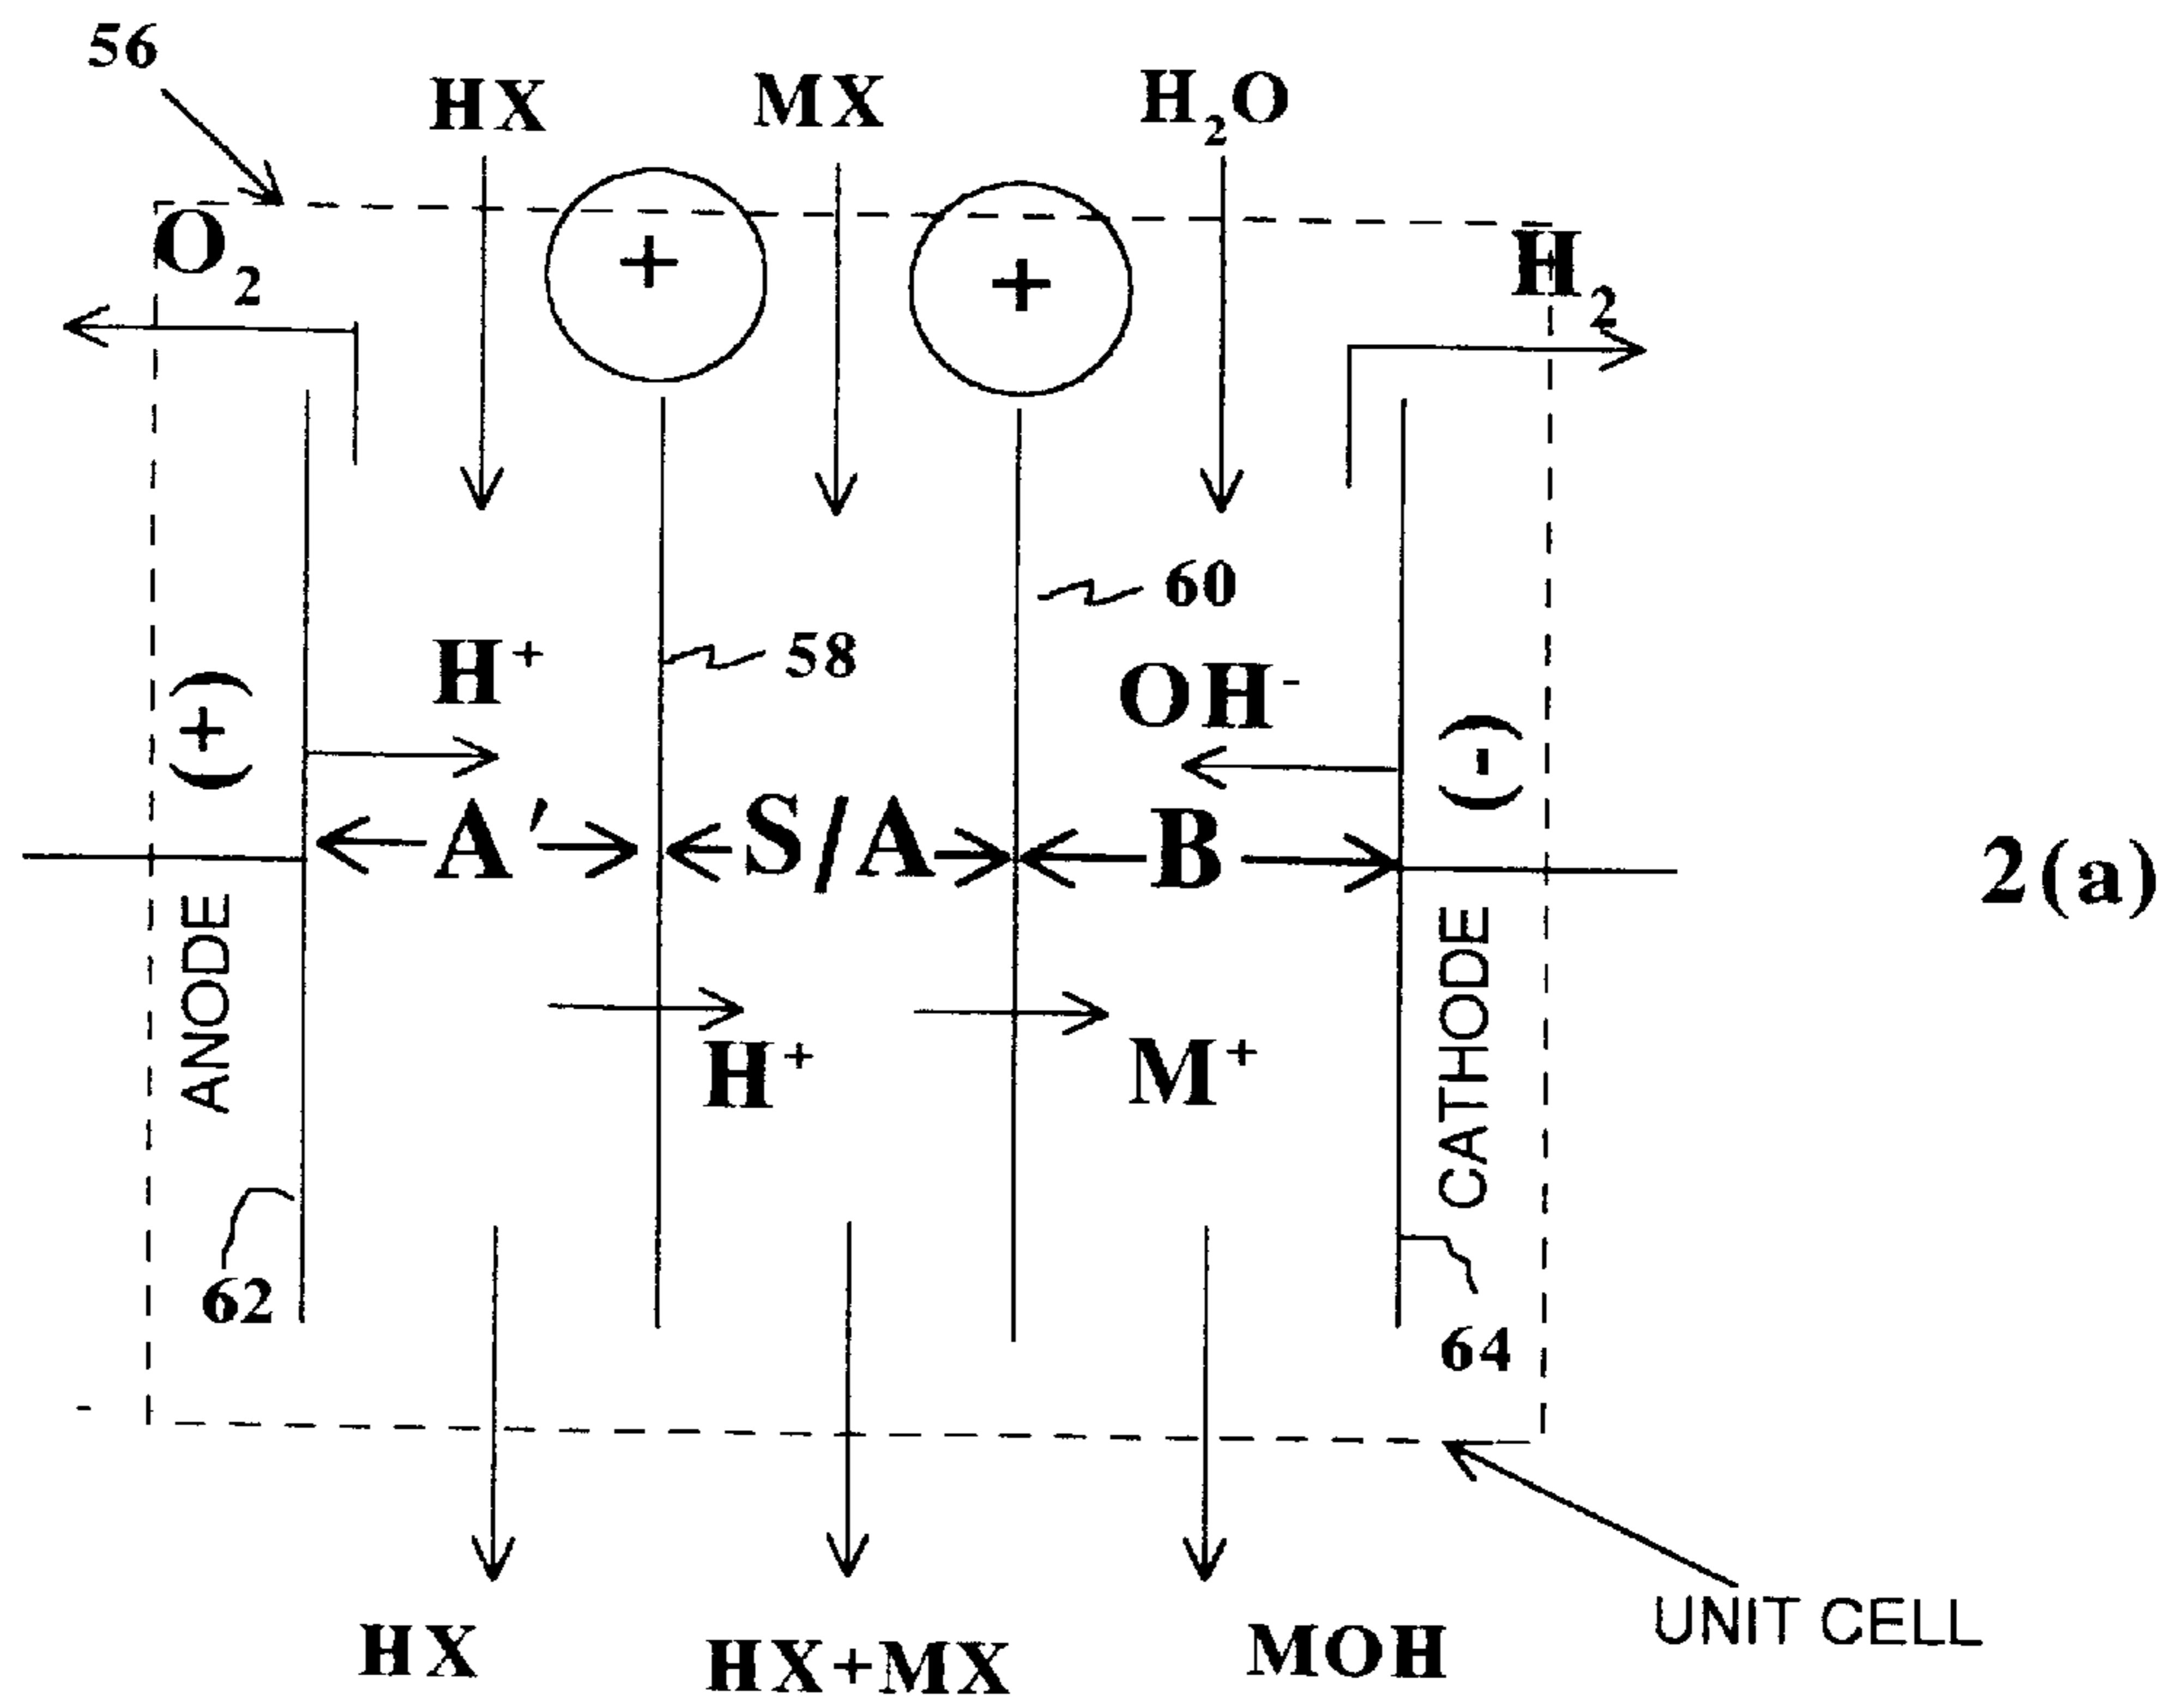 56
HX MX H₂O
O₂ + + H₂
60
H⁺ 58 OH⁻
(+) (-)
A' S/A B
2(a)
ANODE CATHODE
H⁺ M⁺
62 64
HX HX+MX MOH
UNIT CELL